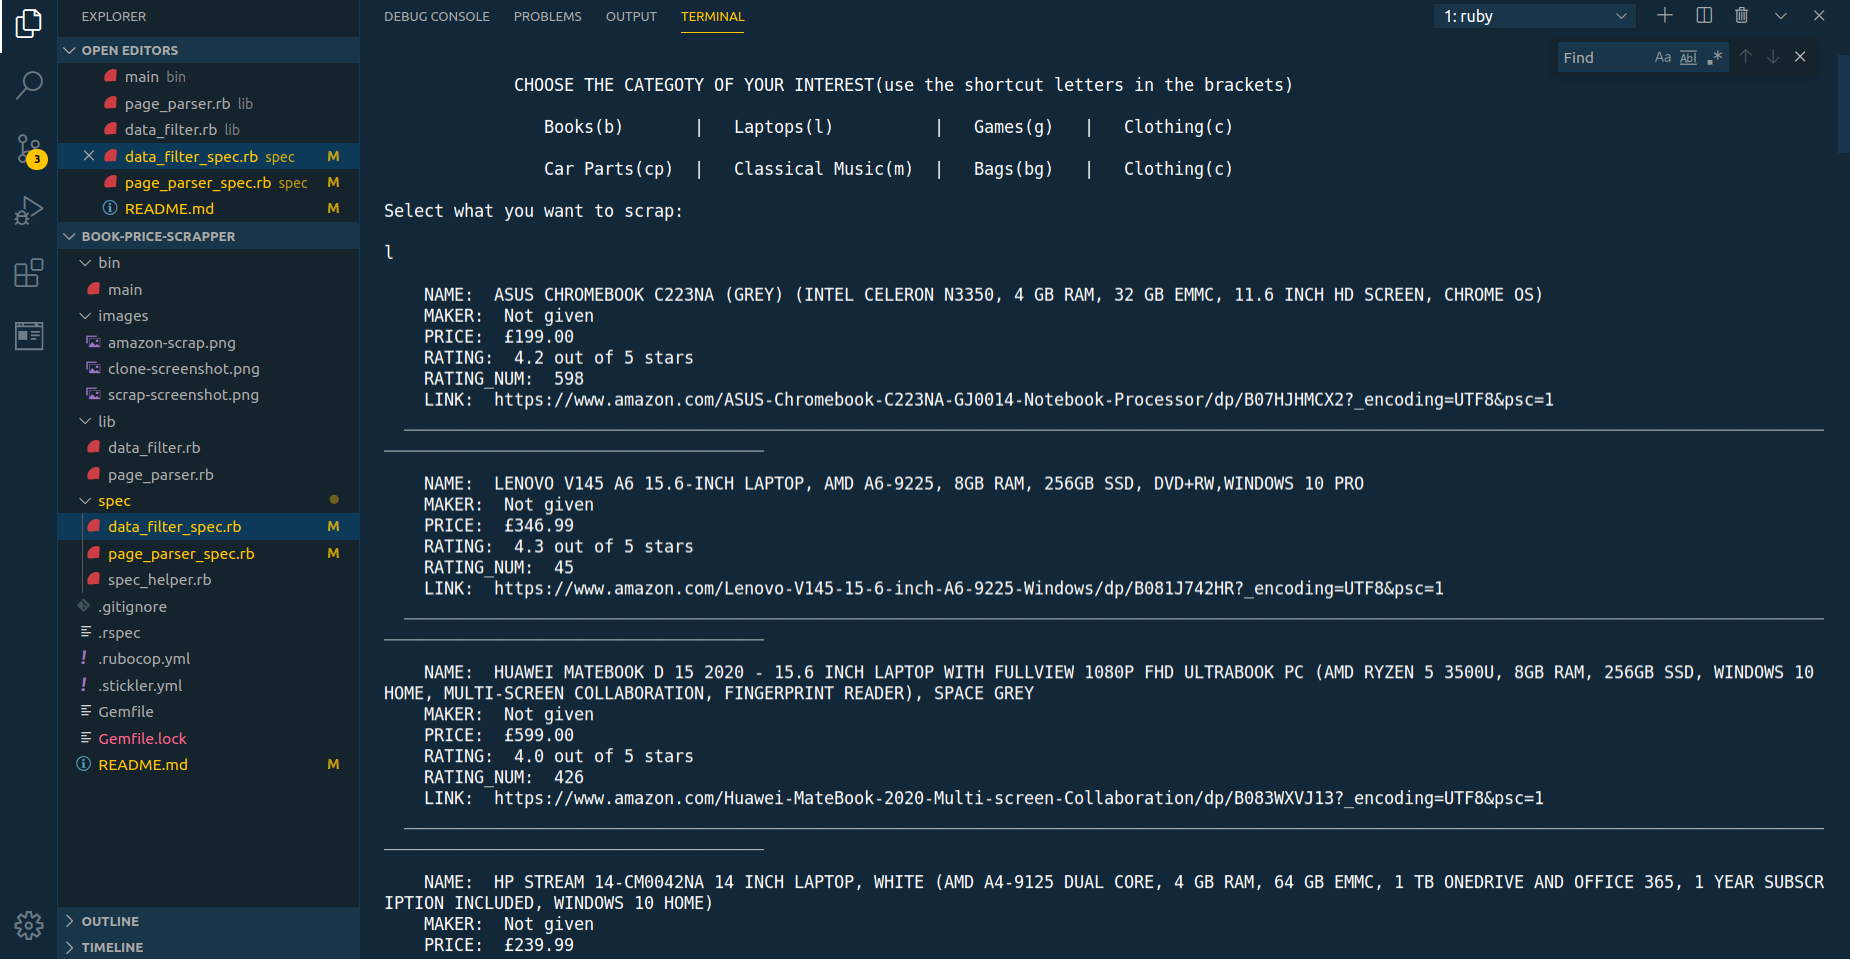 EXPLORER
OPEN EDITORS
main bin
page_parser.rb lib
data_filter.rb lib
data_filter_spec.rb spec M
page_parser_spec.rb spec M
README.md M
BOOK-PRICE-SCRAPPER
bin
main
images
amazon-scrap.png
clone-screenshot.png
scrap-screenshot.png
lib
data_filter.rb
page_parser.rb
spec
data_filter_spec.rb M
page_parser_spec.rb M
spec_helper.rb
.gitignore
.rspec
.rubocop.yml
.stickler.yml
Gemfile
Gemfile.lock
README.md M
OUTLINE
TIMELINE
3
DEBUG CONSOLE PROBLEMS OUTPUT TERMINAL 1: ruby
Find Aa Abl .*
CHOOSE THE CATEGOTY OF YOUR INTEREST(use the shortcut letters in the brackets)
Books(b) | Laptops(l) | Games(g) | Clothing(c)
Car Parts(cp) | Classical Music(m) | Bags(bg) | Clothing(c)
Select what you want to scrap:
l
NAME: ASUS CHROMEBOOK C223NA (GREY) (INTEL CELERON N3350, 4 GB RAM, 32 GB EMMC, 11.6 INCH HD SCREEN, CHROME OS)
MAKER: Not given
PRICE: £199.00
RATING: 4.2 out of 5 stars
RATING_NUM: 598
LINK: https://www.amazon.com/ASUS-Chromebook-C223NA-GJ0014-Notebook-Processor/dp/B07HJHMCX2?_encoding=UTF8&psc=1
NAME: LENOVO V145 A6 15.6-INCH LAPTOP, AMD A6-9225, 8GB RAM, 256GB SSD, DVD+RW,WINDOWS 10 PRO
MAKER: Not given
PRICE: £346.99
RATING: 4.3 out of 5 stars
RATING_NUM: 45
LINK: https://www.amazon.com/Lenovo-V145-15-6-inch-A6-9225-Windows/dp/B081J742HR?_encoding=UTF8&psc=1
NAME: HUAWEI MATEBOOK D 15 2020 - 15.6 INCH LAPTOP WITH FULLVIEW 1080P FHD ULTRABOOK PC (AMD RYZEN 5 3500U, 8GB RAM, 256GB SSD, WINDOWS 10
HOME, MULTI-SCREEN COLLABORATION, FINGERPRINT READER), SPACE GREY
MAKER: Not given
PRICE: £599.00
RATING: 4.0 out of 5 stars
RATING_NUM: 426
LINK: https://www.amazon.com/Huawei-MateBook-2020-Multi-screen-Collaboration/dp/B083WXVJ13?_encoding=UTF8&psc=1
NAME: HP STREAM 14-CM0042NA 14 INCH LAPTOP, WHITE (AMD A4-9125 DUAL CORE, 4 GB RAM, 64 GB EMMC, 1 TB ONEDRIVE AND OFFICE 365, 1 YEAR SUBSCR
IPTION INCLUDED, WINDOWS 10 HOME)
MAKER: Not given
PRICE: £239.99